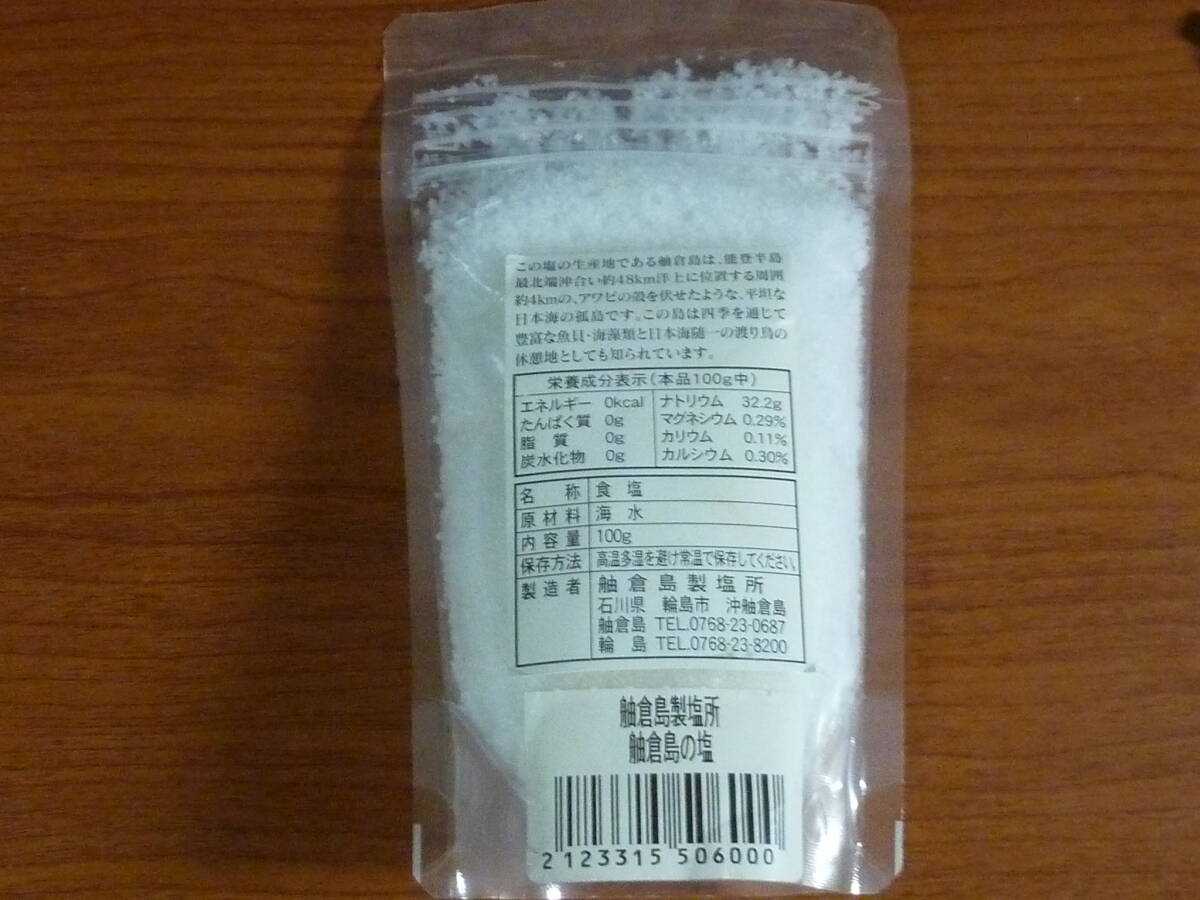 この塩の生産地である舳倉島は、能登半島
最北端沖合い約48km洋上に位置する周囲
約4kmの、アワビの殻を伏せたような、平坦な
日本海の孤島です。この島は四季を通じて
豊富な魚貝・海藻類と日本海随一の渡り鳥の
休憩地としても知られています。
栄養成分表示(本品100g中)
エネルギー 0kcal ナトリウム 32.2g
たんぱく質 0g マグネシウム 0.29%
脂質 0g カリウム 0.11%
炭水化物 0g カルシウム 0.30%
名称 食塩
原材料 海水
内容量 100g
保存方法 高温多湿を避け常温で保存してください。
製造者 舳倉島製塩所
石川県 輪島市 沖舳倉島
舳倉島 TEL.0768-23-0687
輪島 TEL.0768-23-8200
舳倉島製塩所
舳倉島の塩
2 123315 506000